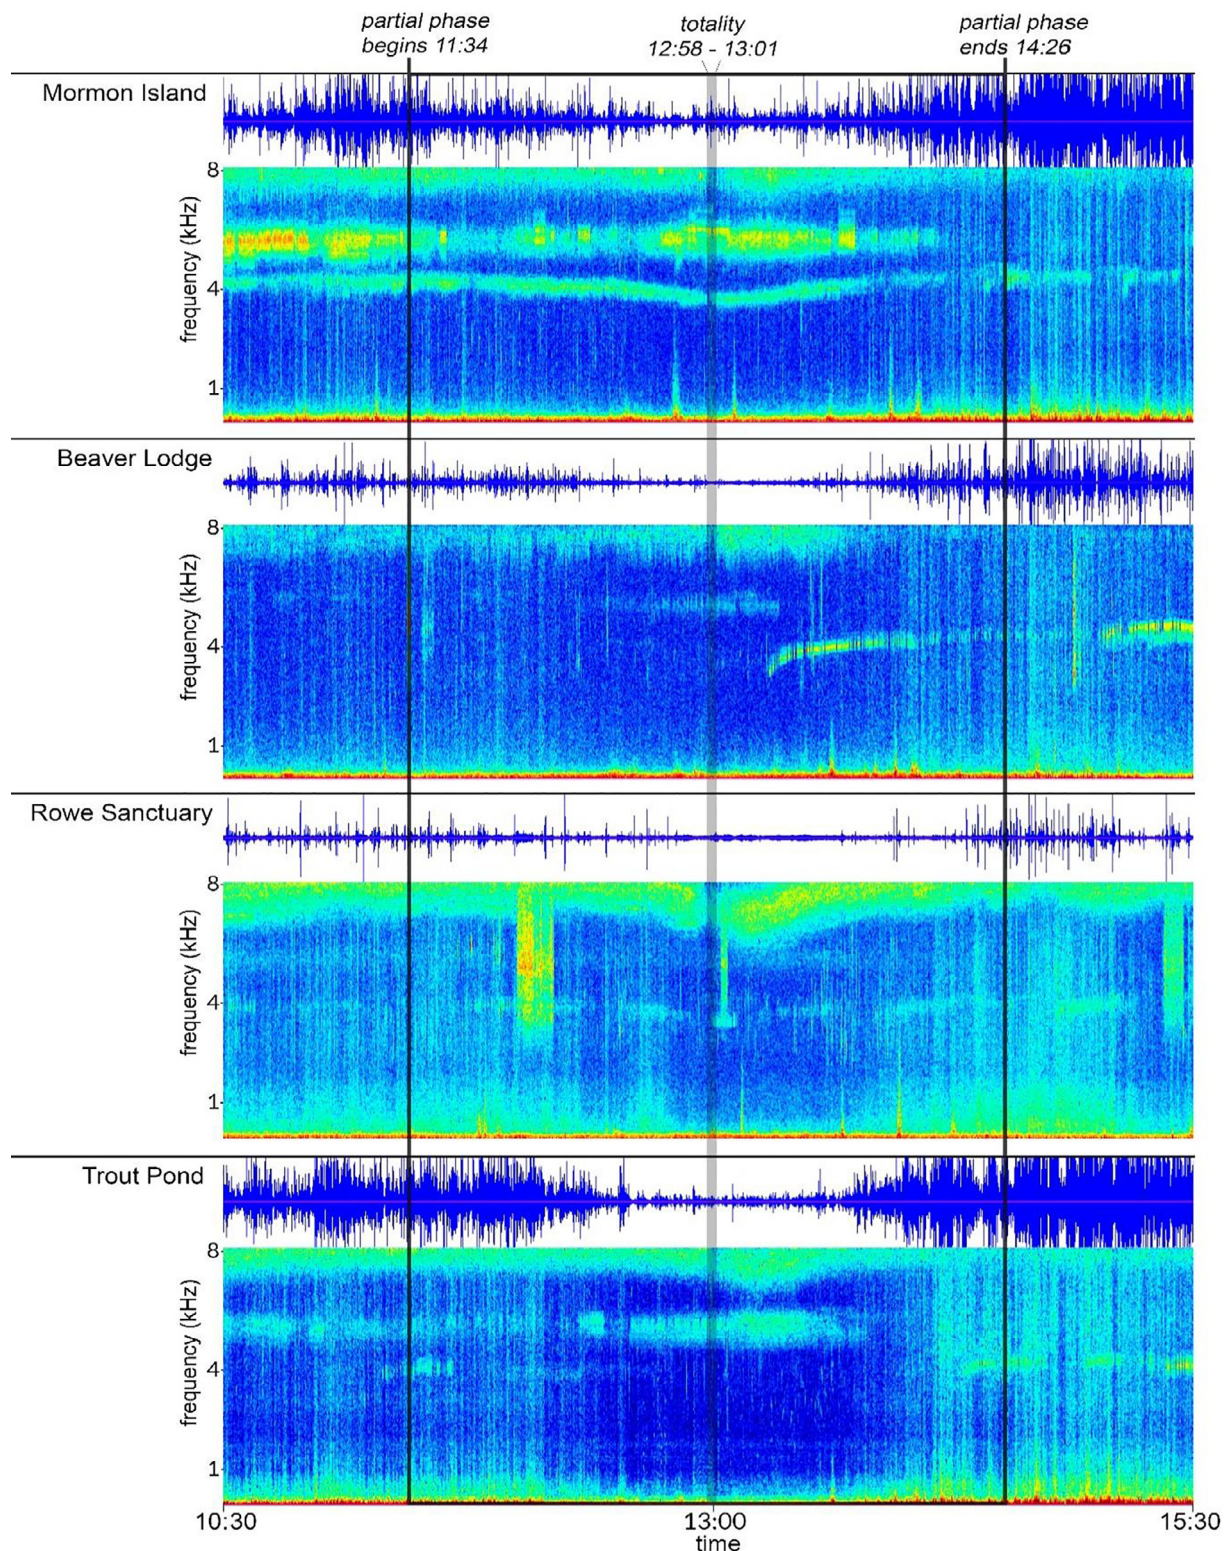 partial phase
begins 11:34
totality
12:58 - 13:01
partial phase
ends 14:26
Mormon Island
8
4
1
frequency (kHz)
Beaver Lodge
8
4
1
frequency (kHz)
Rowe Sanctuary
8
4
1
frequency (kHz)
Trout Pond
8
4
1
frequency (kHz)
10:30
13:00
15:30
time